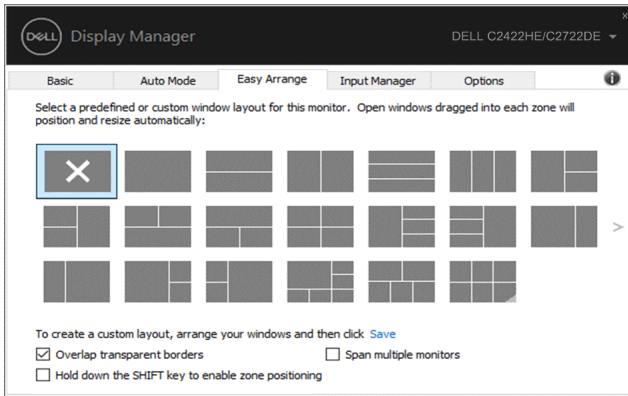 DELL Display Manager
DELL C2422HE/C2722DE
Basic Auto Mode Easy Arrange Input Manager Options
Select a predefined or custom window layout for this monitor. Open windows dragged into each zone will
position and resize automatically:
To create a custom layout, arrange your windows and then click Save
Overlap transparent borders
Span multiple monitors
Hold down the SHIFT key to enable zone positioning